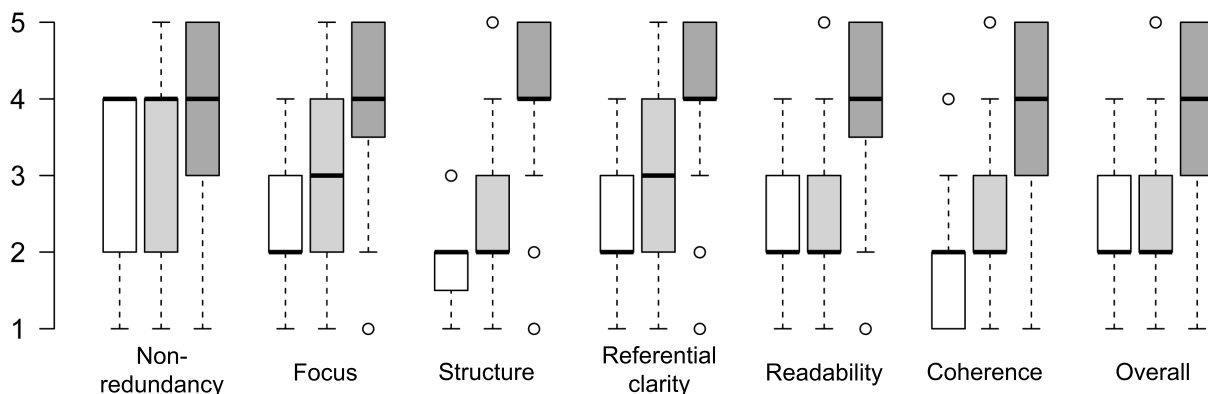 5
4
3
2
1
Non-
redundancy
Focus
Structure
Referential
clarity
Readability
Coherence
Overall